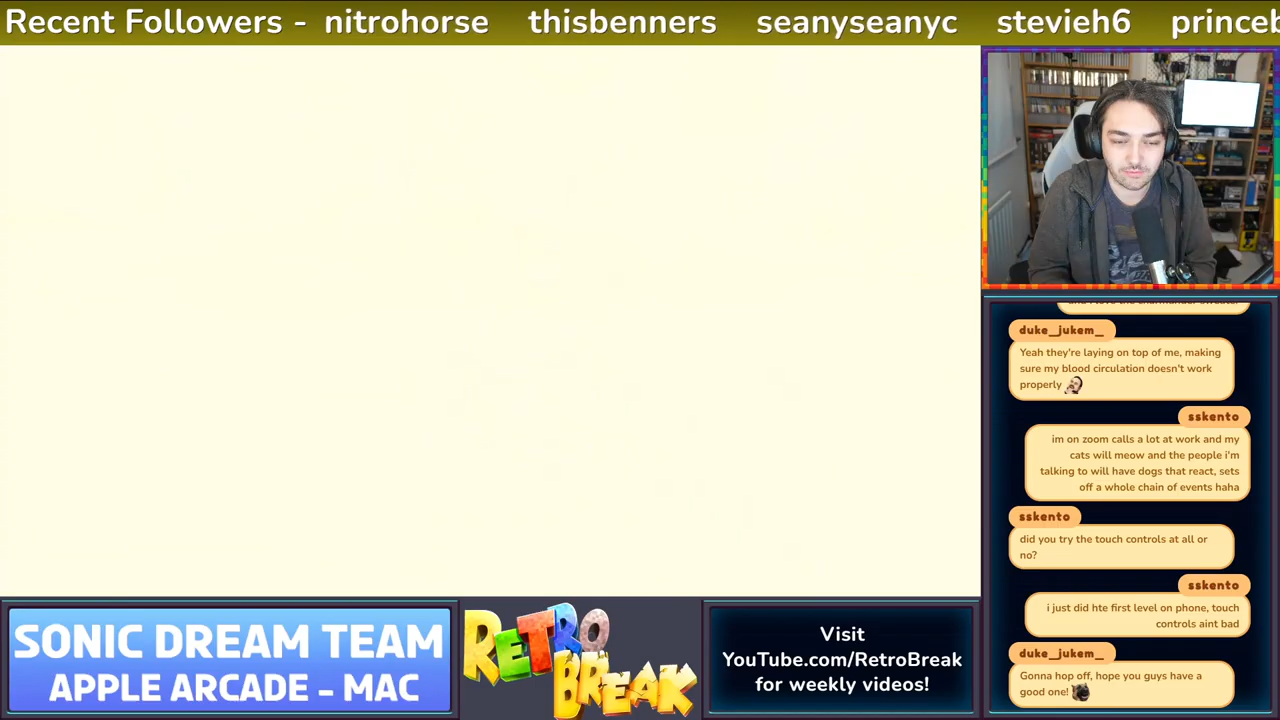 Recent Followers - nitrohorse thisbenners seanyseanyc stevieh6
duke_jukem_
Yeah they're laying on top of me, making
sure my blood circulation doesn't work
properly
sskento
im on zoom calls a lot at work and my
cats will meow and the people i'm
talking to will have dogs that react, sets
off a whole chain of events haha
sskento
did you try the touch controls at all or
no?
sskento
i just did hte first level on phone, touch
controls aint bad
duke_jukem_
Gonna hop off, hope you guys have a
good one!
SONIC DREAM TEAM
APPLE ARCADE - MAC
RETRO
BREAK
Visit
YouTube.com/RetroBreak
for weekly videos!